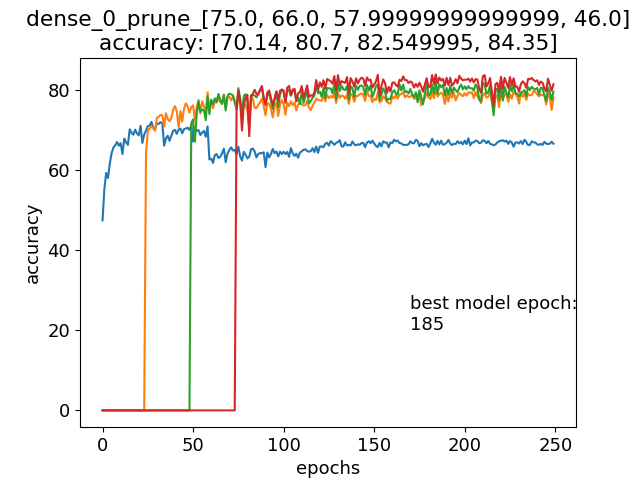 dense_0_prune_[75.0, 66.0, 57.99999999999999, 46.0]
accuracy: [70.14, 80.7, 82.549995, 84.35]
80
60
40
20
0
accuracy
best model epoch:
185
0 50 100 150 200 250
epochs